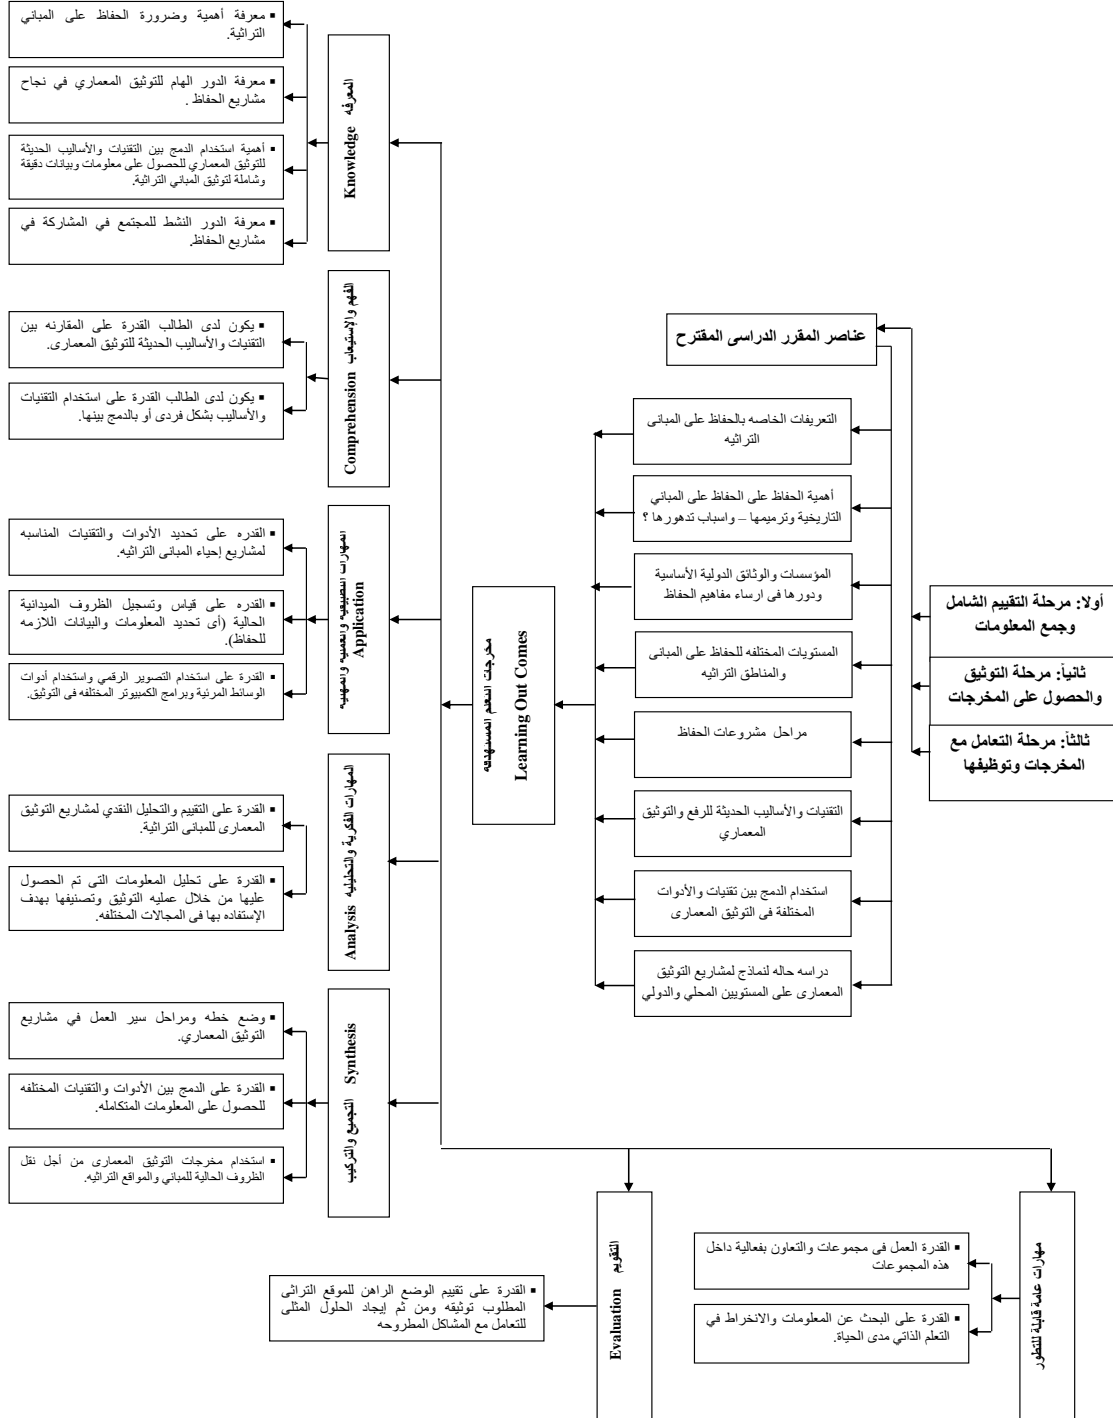 أولا: مرحلة التقييم الشامل
وجمع المعلومات
ثانياً: مرحلة التوثيق
والحصول على المخرجات
ثالثاً: مرحلة التعامل مع
المخرجات وتوظيفها
عناصر المقرر الدراسى المقترح
التعريفات الخاصه بالحفاظ على المبانى
التراثيه
أهمية الحفاظ على الحفاظ على المباني
التاريخية وترميمها – واسباب تدهورها ؟
المؤسسات والوثائق الدولية الأساسية
ودورها فى ارساء مفاهيم الحفاظ
المستويات المختلفه للحفاظ على المبانى
والمناطق التراثيه
مراحل مشروعات الحفاظ
التقنيات والأساليب الحديثة للرفع والتوثيق
المعماري
استخدام الدمج بين تقنيات والأدوات
المختلفة فى التوثيق المعمارى
دراسه حاله لنماذج لمشاريع التوثيق
المعمارى على المستويين المحلي والدولي
مخرجات التعلم المستهدفه
Learning Out Comes
المعرفه Knowledge
▪ معرفة أهمية وضرورة الحفاظ على المباني
التراثية.
▪ معرفة الدور الهام للتوثيق المعماري في نجاح
مشاريع الحفاظ .
▪ أهمية استخدام الدمج بين التقنيات والأساليب الحديثة
للتوثيق المعماري للحصول على معلومات وبيانات دقيقة
وشاملة لتوثيق المباني التراثية.
▪ معرفة الدور النشط للمجتمع في المشاركة في
مشاريع الحفاظ.
الفهم والإستيعاب Comprehension
▪ يكون لدى الطالب القدرة على المقارنه بين
التقنيات والأساليب الحديثة للتوثيق المعمارى.
▪ يكون لدى الطالب القدرة على استخدام التقنيات
والأساليب بشكل فردى أو بالدمج بينها.
المهارات التطبيقيه والعمليه والمهنيه
Application
▪ القدره على تحديد الأدوات والتقنيات المناسبه
لمشاريع إحياء المبانى التراثيه.
▪ القدره على قياس وتسجيل الظروف الميدانية
الحالية (أى تحديد المعلومات والبيانات اللازمه
للحفاظ).
▪ القدرة على استخدام التصوير الرقمي واستخدام أدوات
الوسائط المرئية وبرامج الكمبيوتر المختلفه في التوثيق.
المهارات الفكرية والتحليليه Analysis
▪ القدرة على التقييم والتحليل النقدي لمشاريع التوثيق
المعمارى للمبانى التراثية.
▪ القدرة على تحليل المعلومات التى تم الحصول
عليها من خلال عمليه التوثيق وتصنيفها بهدف
الإستفاده بها فى المجالات المختلفه.
التجميع والتركيب Synthesis
▪ وضع خطه ومراحل سير العمل في مشاريع
التوثيق المعماري.
▪ القدرة على الدمج بين الأدوات والتقنيات المختلفه
للحصول على المعلومات المتكامله.
▪ استخدام مخرجات التوثيق المعمارى من أجل نقل
الظروف الحالية للمباني والمواقع التراثيه.
التقويم Evaluation
▪ القدرة على تقييم الوضع الراهن للموقع التراثى
المطلوب توثيقه ومن ثم إيجاد الحلول المثلى
للتعامل مع المشاكل المطروحه
مهارات عامة قابلة للتطور
▪ القدرة العمل فى مجموعات والتعاون بفعالية داخل
هذه المجموعات
▪ القدرة على البحث عن المعلومات والانخراط في
التعلم الذاتي مدى الحياة.